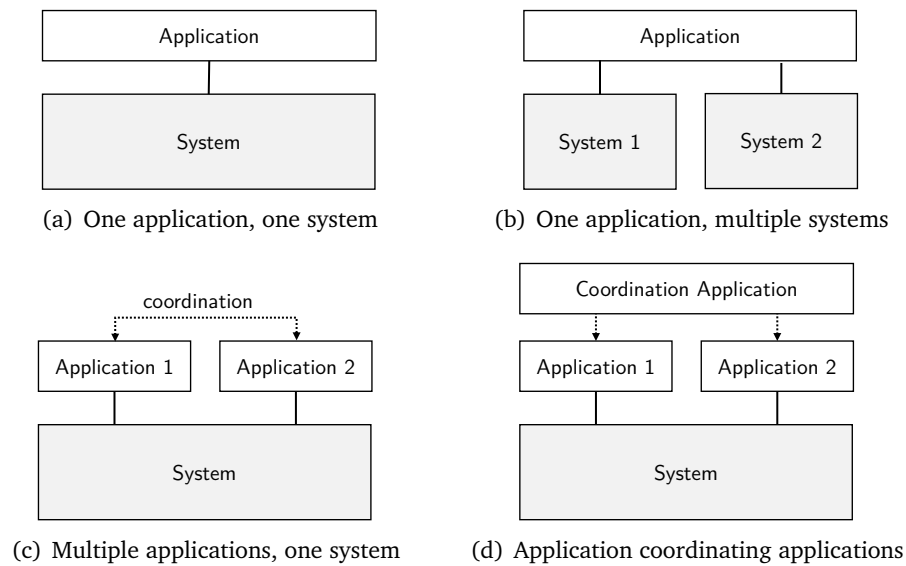 Application
System
(a) One application, one system
Application
System 1
System 2
(b) One application, multiple systems
coordination
Application 1
Application 2
System
(c) Multiple applications, one system
Coordination Application
Application 1
Application 2
System
(d) Application coordinating applications